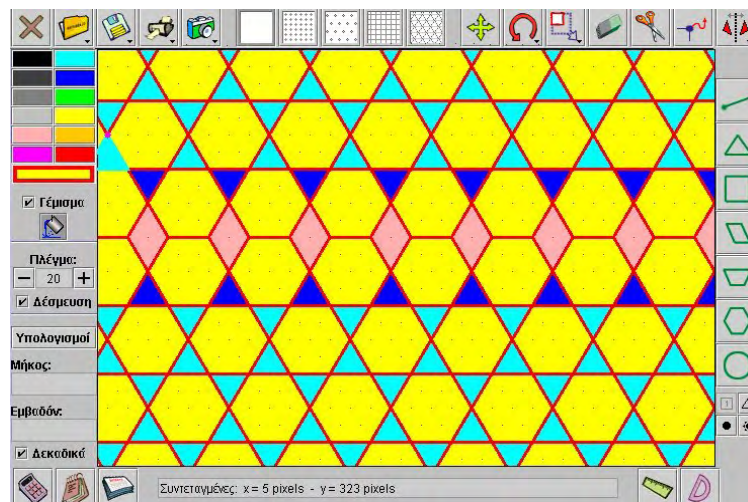 Γέμισμα
Πλέγμα:
20
Δέσμευση
Υπολογισμοί
Μήκος:
Εμβαδόν:
Δεκαδικά
Συντεταγμένες: x = 5 pixels - y = 323 pixels